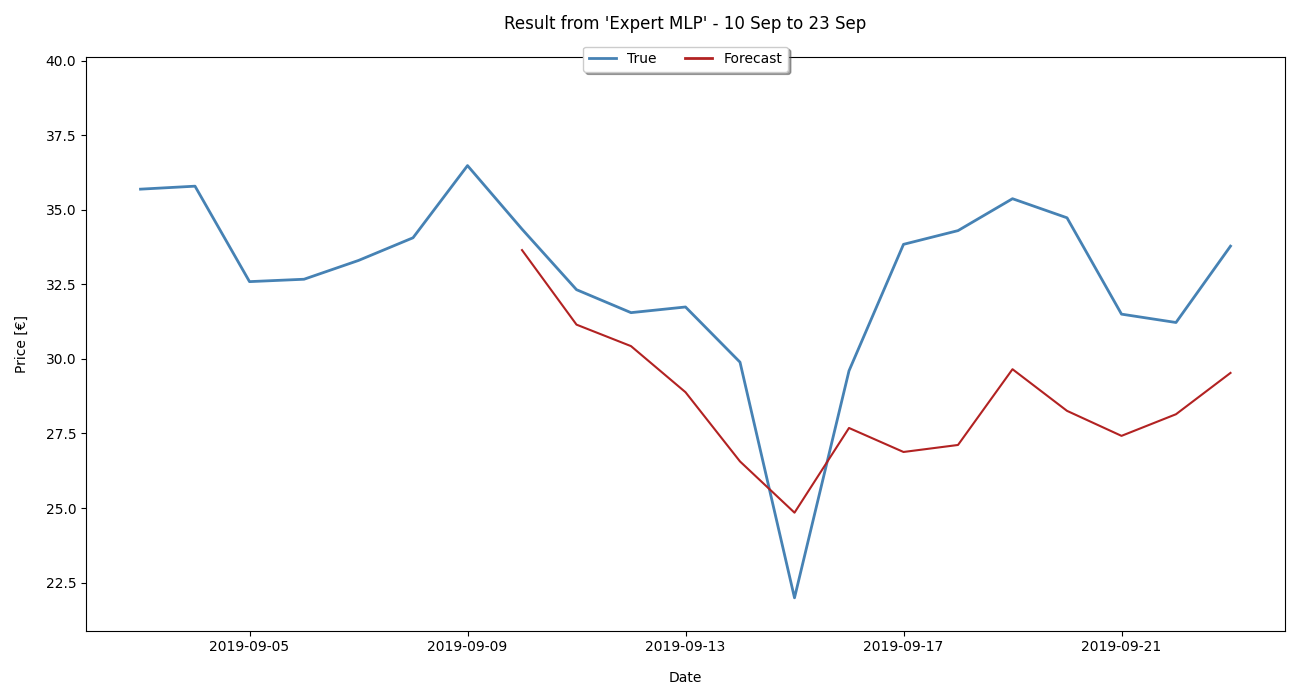 Result from 'Expert MLP' - 10 Sep to 23 Sep
True Forecast
40.0
37.5
35.0
32.5
30.0
27.5
25.0
22.5
Price [€]
2019-09-05 2019-09-09 2019-09-13 2019-09-17 2019-09-21
Date